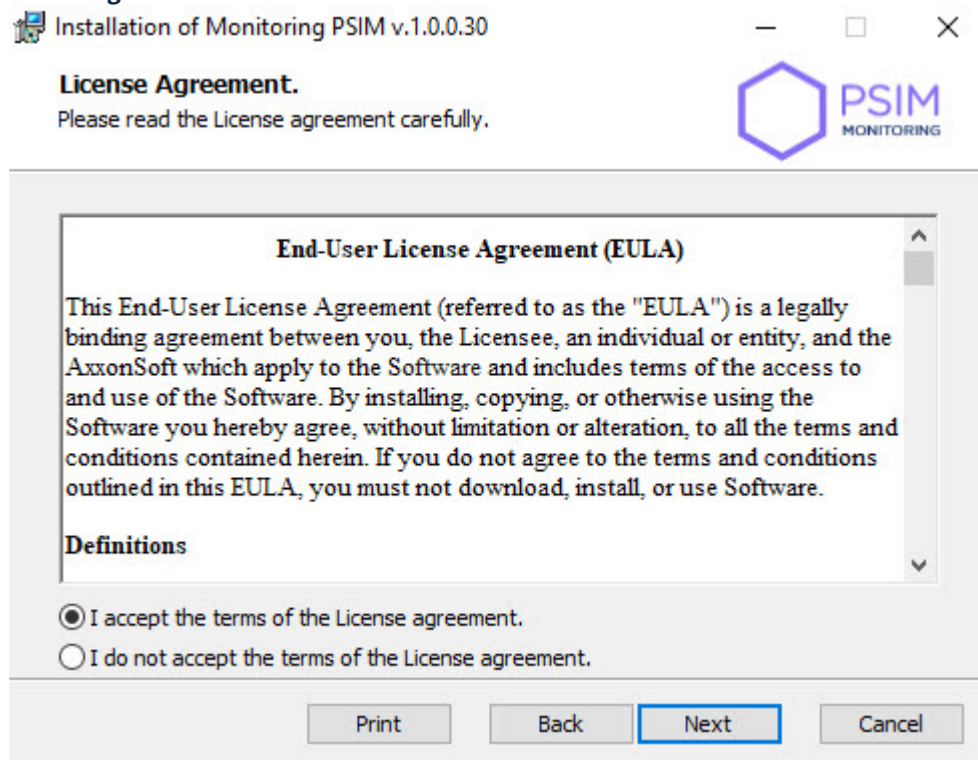 Installation of Monitoring PSIM v.1.0.0.30
License Agreement.
Please read the License agreement carefully.
PSIM
MONITORING
End-User License Agreement (EULA)
This End-User License Agreement (referred to as the "EULA") is a legally
binding agreement between you, the Licensee, an individual or entity, and the
AxxonSoft which apply to the Software and includes terms of the access to
and use of the Software. By installing, copying, or otherwise using the
Software you hereby agree, without limitation or alteration, to all the terms and
conditions contained herein. If you do not agree to the terms and conditions
outlined in this EULA, you must not download, install, or use Software.
Definitions
I accept the terms of the License agreement.
I do not accept the terms of the License agreement.
Print Back Next Cancel